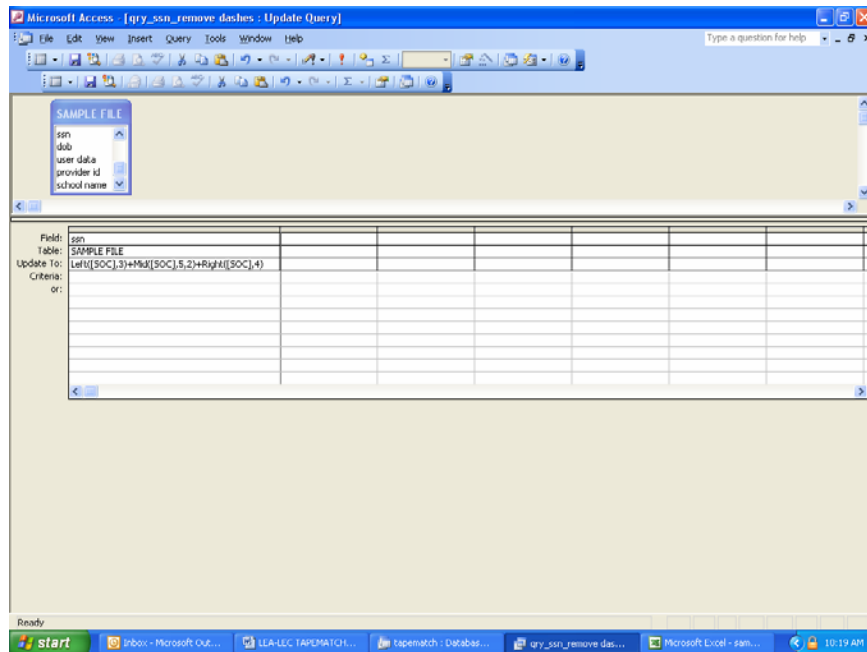 Microsoft Access - [qry_ssn_remove dashes : Update Query]
File Edit View Insert Query Tools Window Help
Type a question for help
SAMPLE FILE
ssn
dob
user data
provider id
school name
Field: ssn
Table: SAMPLE FILE
Update To: Left([SOC],3)+Mid([SOC],5,2)+Right([SOC],4)
Criteria:
or:
Ready
start Inbox - Microsoft Out... LEA-LEC TAPEMATCH... tapematch : Databas... qry_ssn_remove das... Microsoft Excel - sam... 10:19 AM